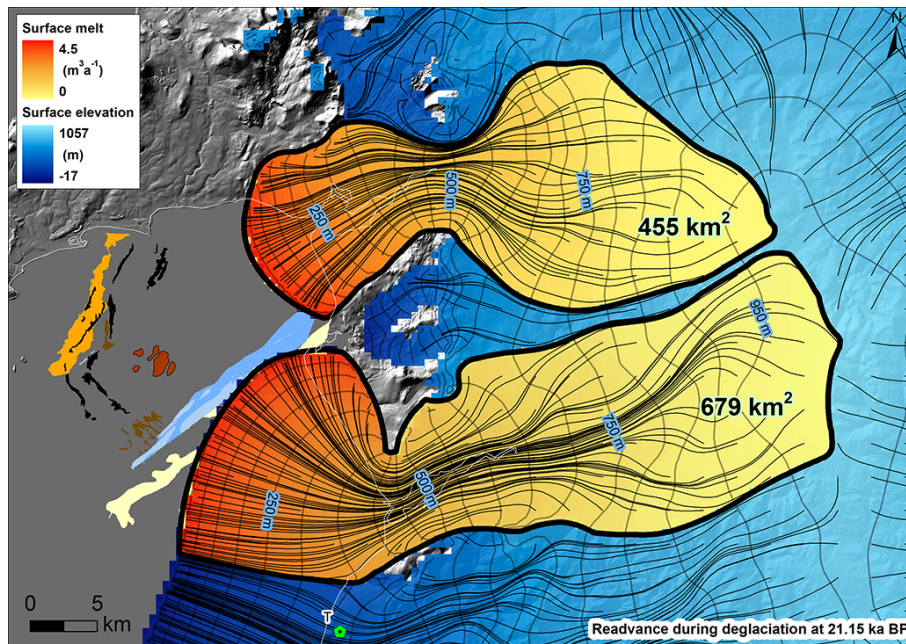 Surface melt
4.5
(m³a⁻¹)
0
Surface elevation
1057
(m)
-17
N
250 m
500 m
750 m
455 km²
950 m
750 m
679 km²
500 m
250 m
0 5
km
T
Readvance during deglaciation at 21.15 ka BP